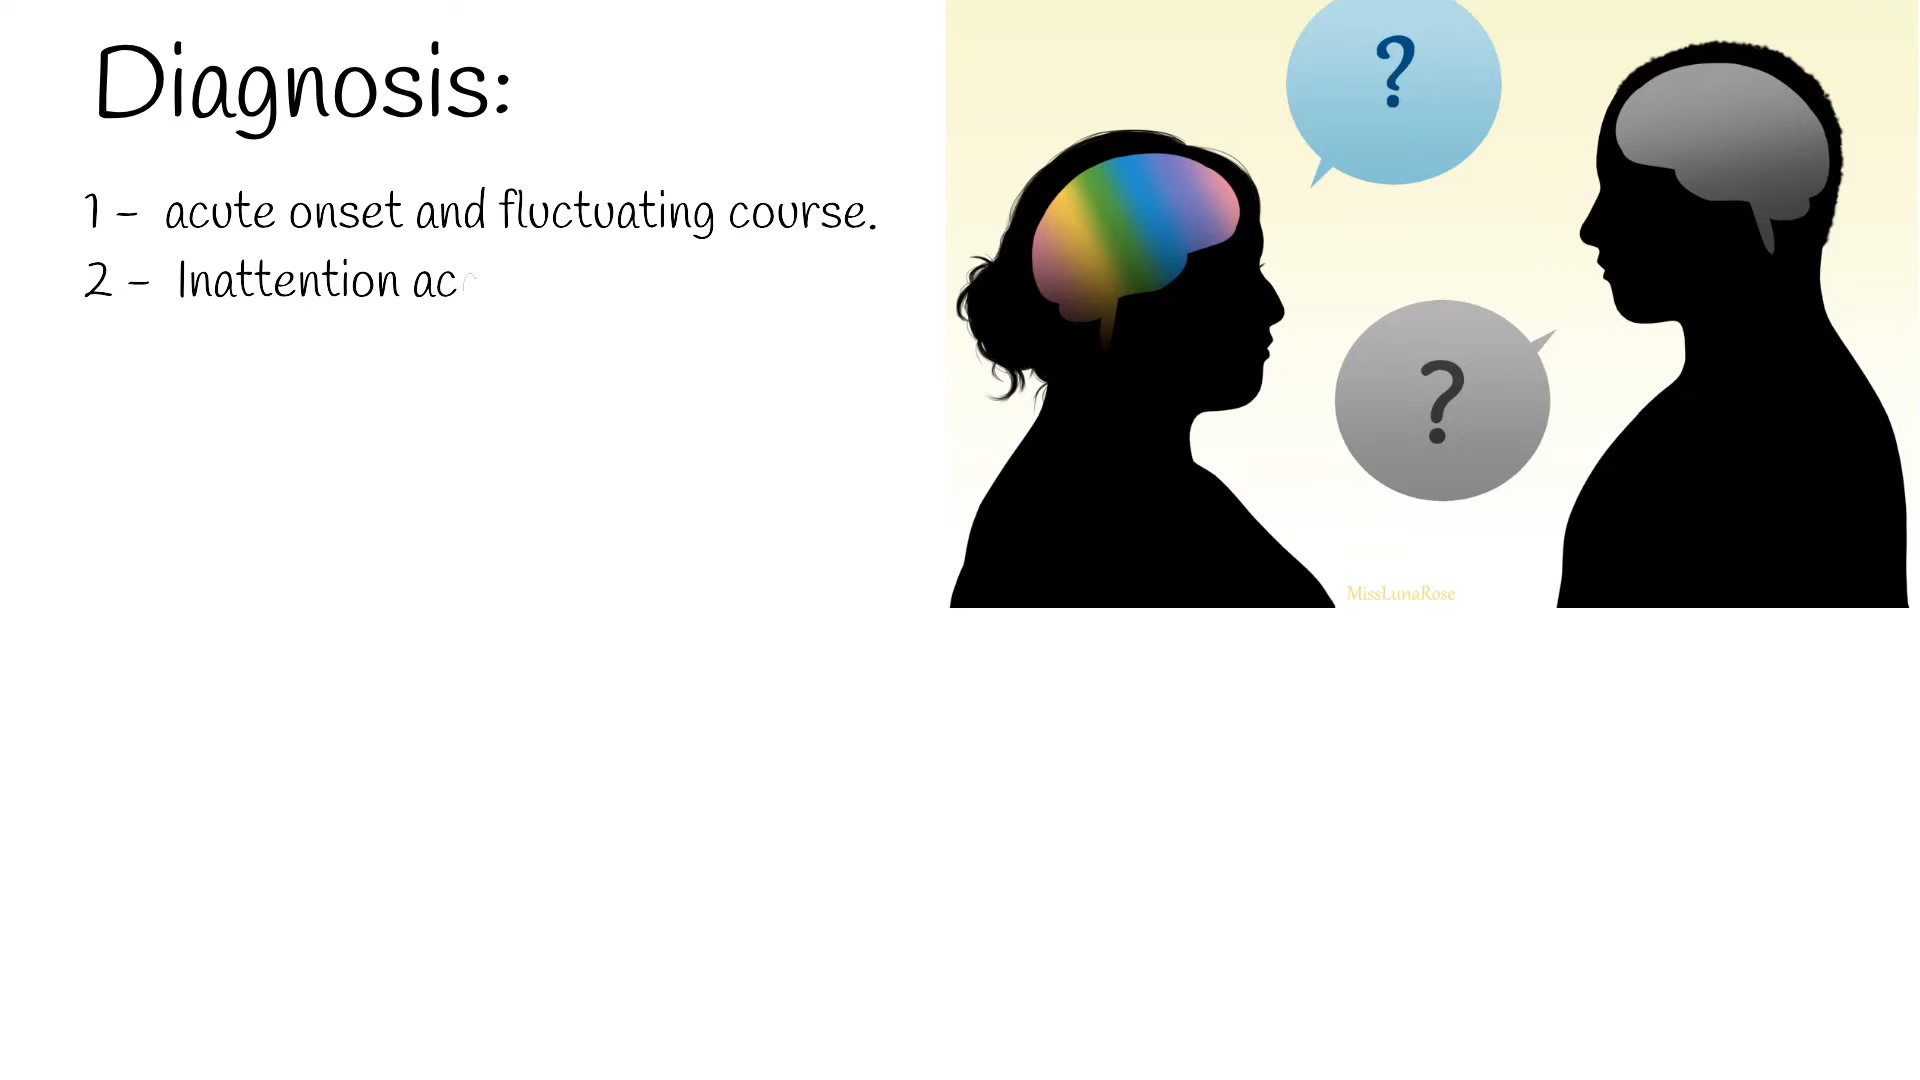 Diagnosis:
1 - acute onset and fluctuating course.
2 - Inattention ac
?
?
MissLunaRose